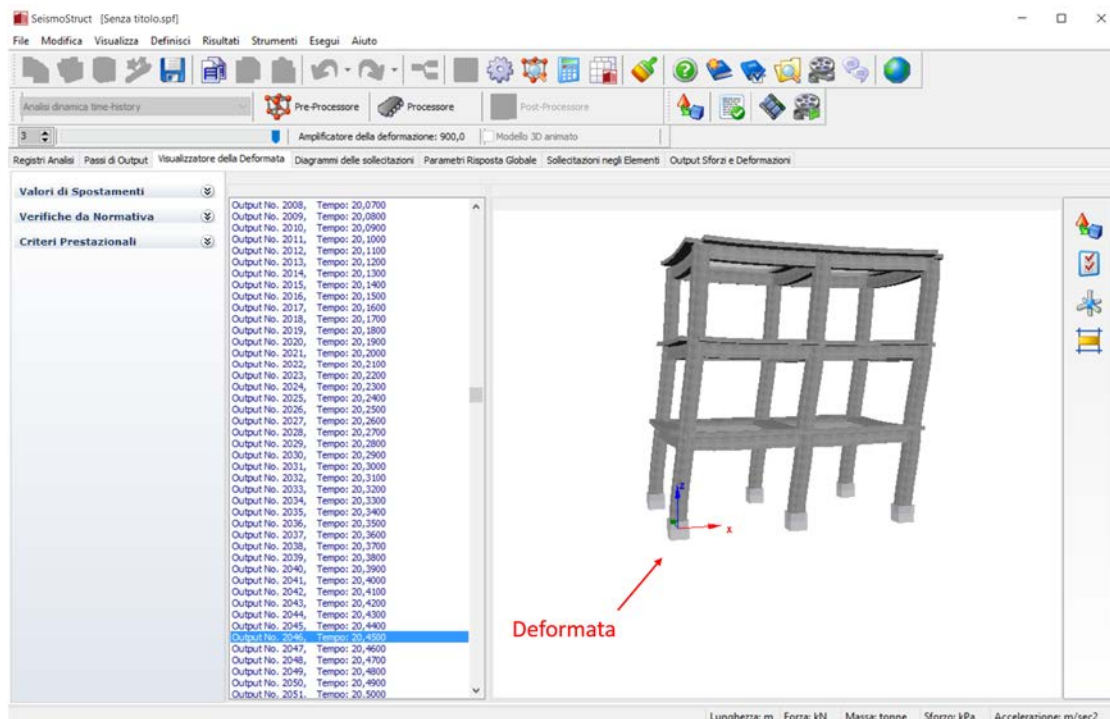 SeismoStruct [Senza titolo.spf]
File Modifica Visualizza Definisci Risultati Strumenti Esegui Aiuto
Analisi dinamica time-history
Pre-Processore
Processore
Post-Processore
3
Amplificatore della deformazione: 900,0
Modello 3D animato
Registri Analisi Passi di Output Visualizzatore della Deformata Diagrammi delle sollecitazioni Parametri Risposta Globale Sollecitazioni negli Elementi Output Sforzi e Deformazioni
Valori di Spostamenti
Verifiche da Normativa
Criteri Prestazionali
Output No. 2008, Tempo: 20,0700
Output No. 2009, Tempo: 20,0800
Output No. 2010, Tempo: 20,0900
Output No. 2011, Tempo: 20,1000
Output No. 2012, Tempo: 20,1100
Output No. 2013, Tempo: 20,1200
Output No. 2014, Tempo: 20,1300
Output No. 2015, Tempo: 20,1400
Output No. 2016, Tempo: 20,1500
Output No. 2017, Tempo: 20,1600
Output No. 2018, Tempo: 20,1700
Output No. 2019, Tempo: 20,1800
Output No. 2020, Tempo: 20,1900
Output No. 2021, Tempo: 20,2000
Output No. 2022, Tempo: 20,2100
Output No. 2023, Tempo: 20,2200
Output No. 2024, Tempo: 20,2300
Output No. 2025, Tempo: 20,2400
Output No. 2026, Tempo: 20,2500
Output No. 2027, Tempo: 20,2600
Output No. 2028, Tempo: 20,2700
Output No. 2029, Tempo: 20,2800
Output No. 2030, Tempo: 20,2900
Output No. 2031, Tempo: 20,3000
Output No. 2032, Tempo: 20,3100
Output No. 2033, Tempo: 20,3200
Output No. 2034, Tempo: 20,3300
Output No. 2035, Tempo: 20,3400
Output No. 2036, Tempo: 20,3500
Output No. 2037, Tempo: 20,3600
Output No. 2038, Tempo: 20,3700
Output No. 2039, Tempo: 20,3800
Output No. 2040, Tempo: 20,3900
Output No. 2041, Tempo: 20,4000
Output No. 2042, Tempo: 20,4100
Output No. 2043, Tempo: 20,4200
Output No. 2044, Tempo: 20,4300
Output No. 2045, Tempo: 20,4400
Output No. 2046, Tempo: 20,4500
Output No. 2047, Tempo: 20,4600
Output No. 2048, Tempo: 20,4700
Output No. 2049, Tempo: 20,4800
Output No. 2050, Tempo: 20,4900
Output No. 2051, Tempo: 20,5000
z
x
Deformata
Lunghezza: m Forza: kN Massa: tonne Sforzo: kPa Accelerazione: m/sec2